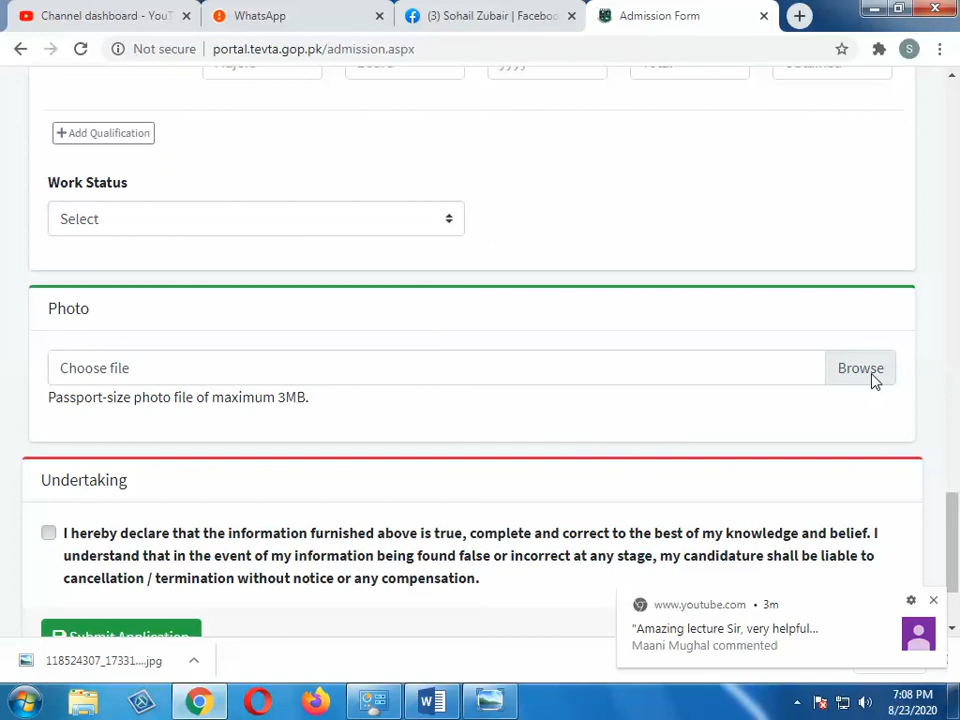 Channel dashboard - YouT
WhatsApp
(3) Sohail Zubair | Faceboo
Admission Form
Not secure
portal.tevta.gop.pk/admission.aspx
S
yyyy
+ Add Qualification
Work Status
Select
Photo
Choose file
Browse
Passport-size photo file of maximum 3MB.
Undertaking
I hereby declare that the information furnished above is true, complete and correct to the best of my knowledge and belief. I
understand that in the event of my information being found false or incorrect at any stage, my candidature shall be liable to
cancellation / termination without notice or any compensation.
Submit Application
www.youtube.com • 3m
"Amazing lecture Sir, very helpful...
Maani Mughal commented
118524307_17331....jpg
7:08 PM
8/23/2020